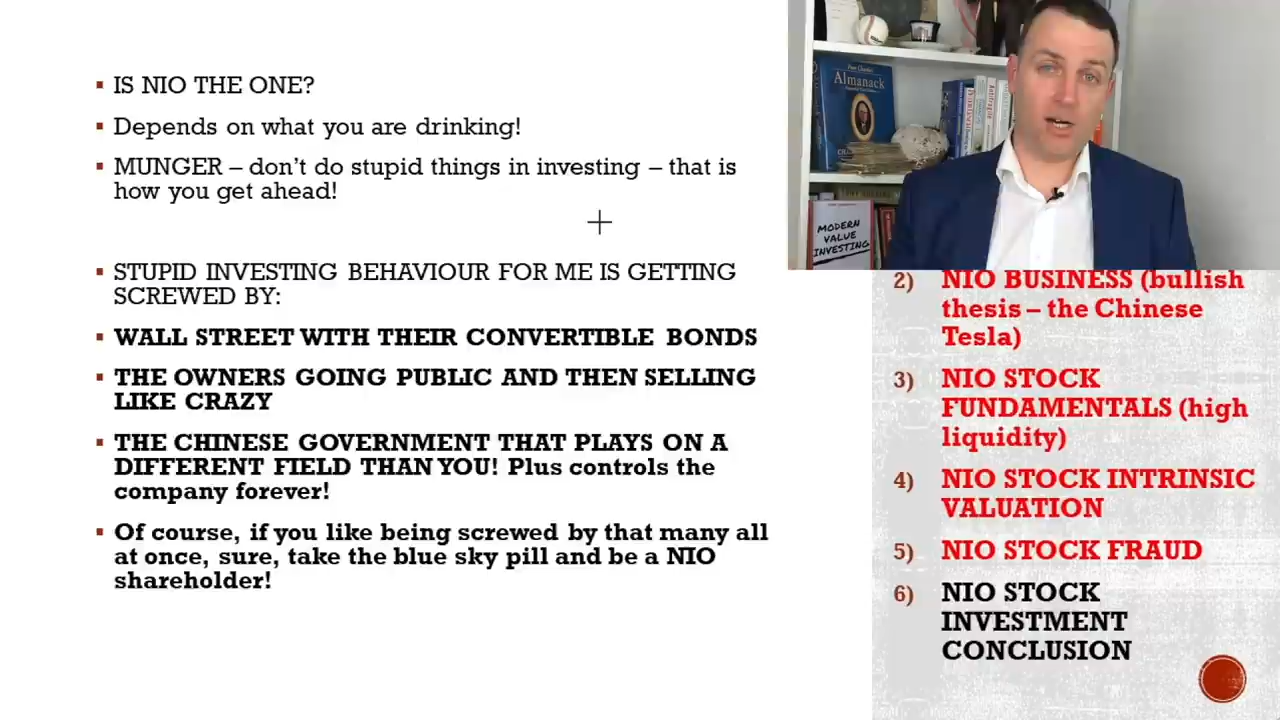 IS NIO THE ONE?
Depends on what you are drinking!
MUNGER – don't do stupid things in investing – that is
how you get ahead!
STUPID INVESTING BEHAVIOUR FOR ME IS GETTING
SCREWED BY:
WALL STREET WITH THEIR CONVERTIBLE BONDS
THE OWNERS GOING PUBLIC AND THEN SELLING
LIKE CRAZY
THE CHINESE GOVERNMENT THAT PLAYS ON A
DIFFERENT FIELD THAN YOU! Plus controls the
company forever!
Of course, if you like being screwed by that many all
at once, sure, take the blue sky pill and be a NIO
shareholder!
Almanack
MODERN
VALUE
INVESTING
2) NIO BUSINESS (bullish
thesis – the Chinese
Tesla)
3) NIO STOCK
FUNDAMENTALS (high
liquidity)
4) NIO STOCK INTRINSIC
VALUATION
5) NIO STOCK FRAUD
6) NIO STOCK
INVESTMENT
CONCLUSION